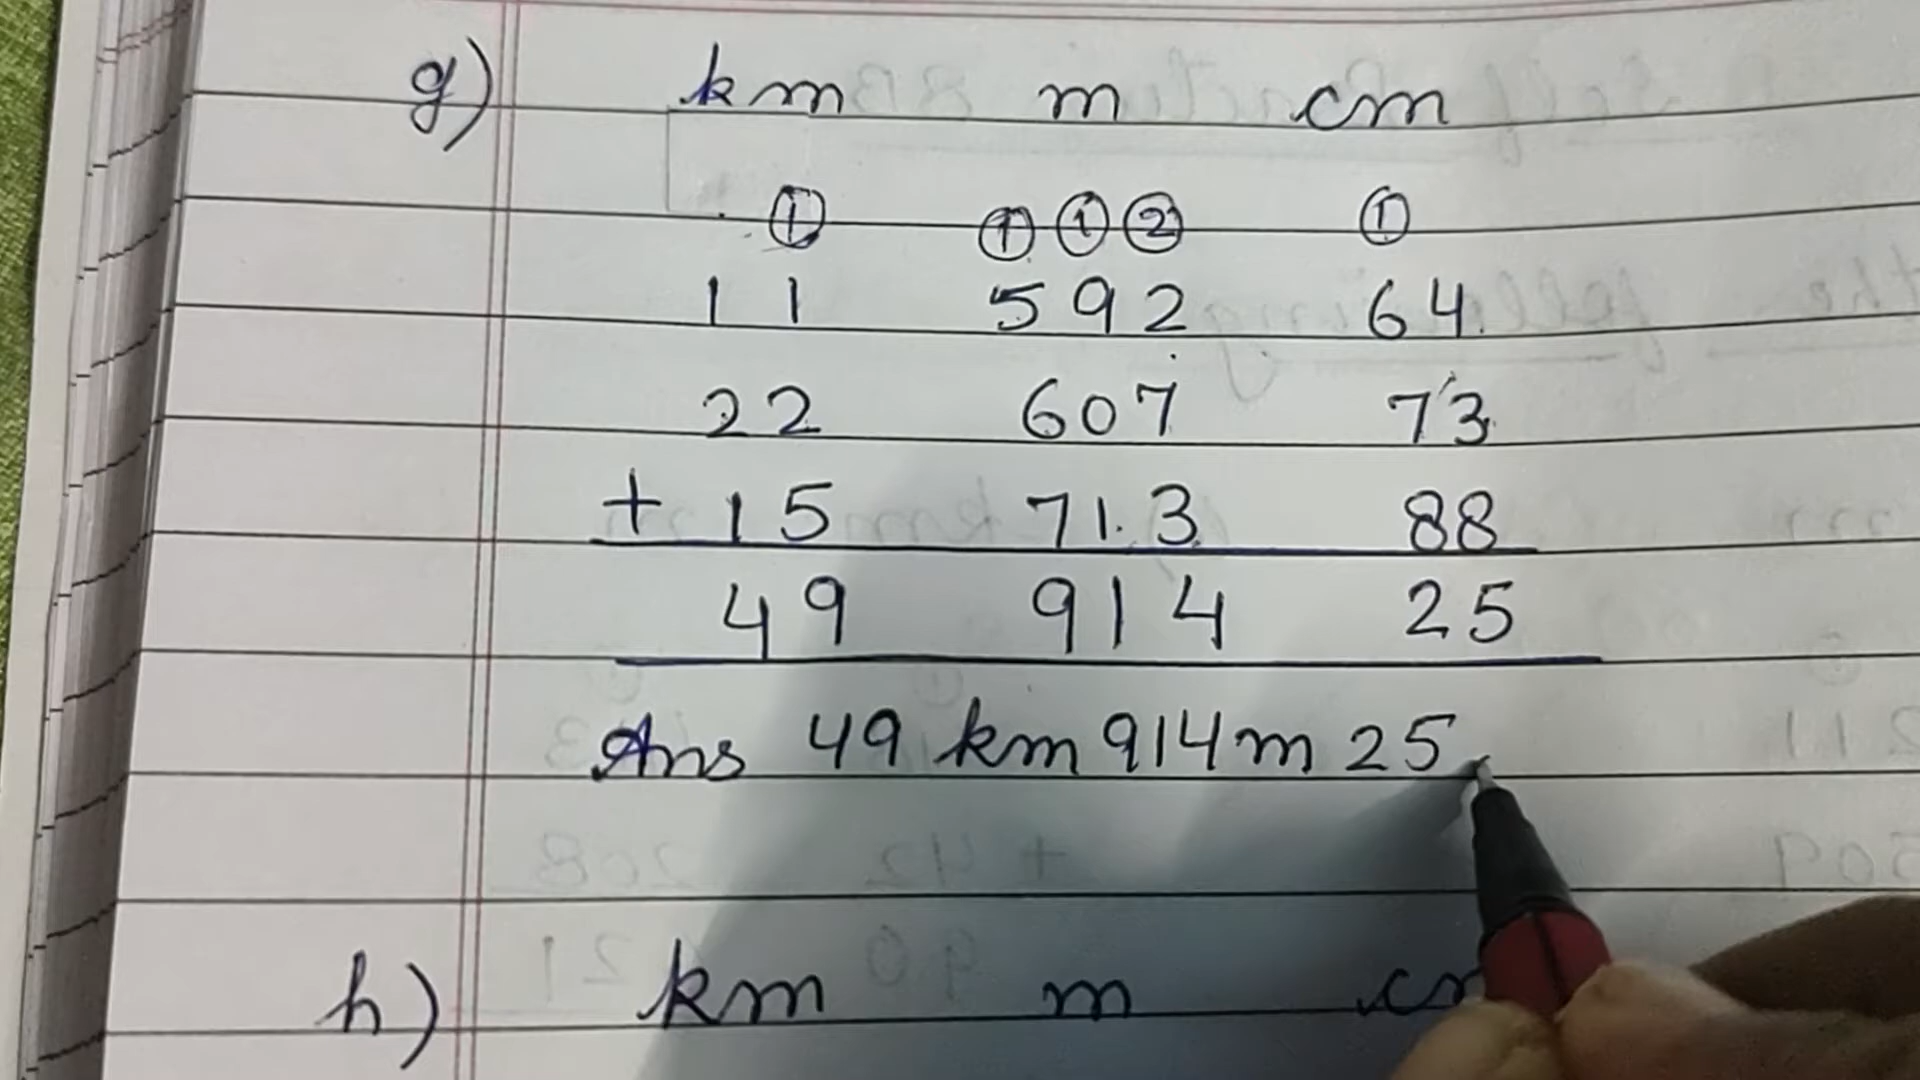 g) km m cm
1 1 1 2 1
11 592 64
22 607 73
+ 15 713 88
49 914 25
Ans 49 km 914 m 25
h) km m